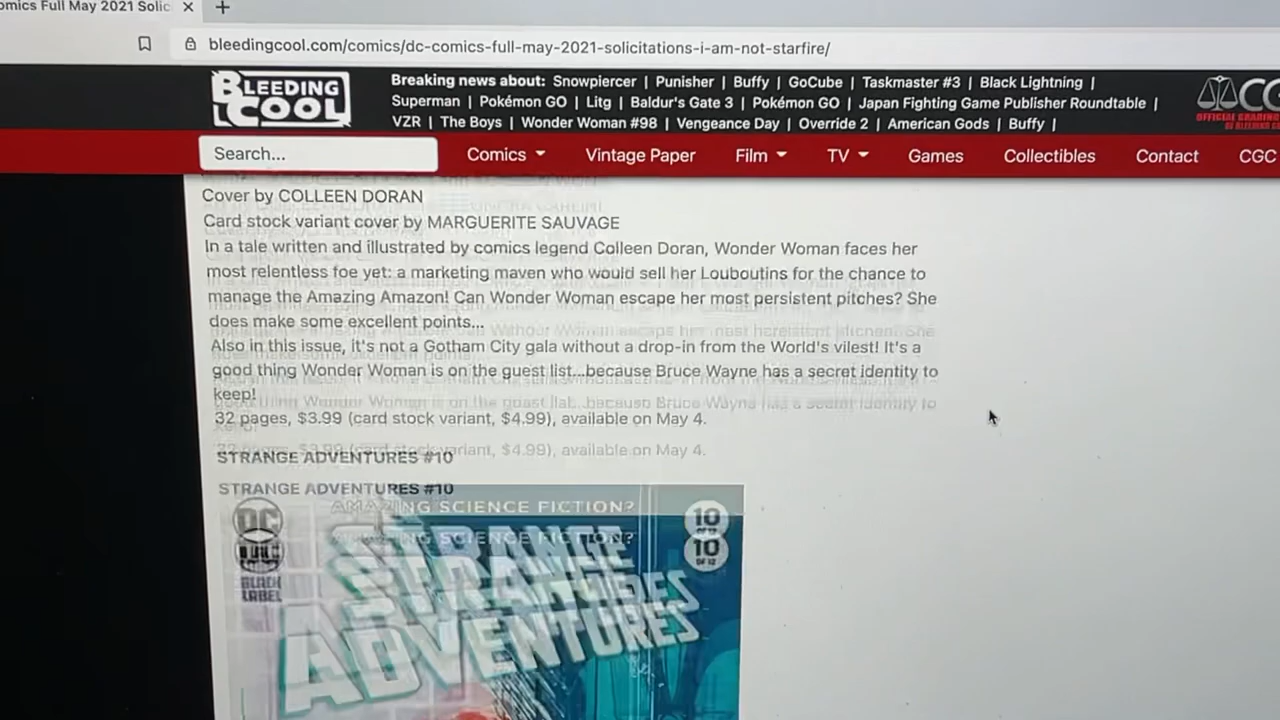 omics Full May 2021 Solic
bleedingcool.com/comics/dc-comics-full-may-2021-solicitations-i-am-not-starfire/
BLEEDING COOL
Breaking news about: Snowpiercer | Punisher | Buffy | GoCube | Taskmaster #3 | Black Lightning |
Superman | Pokémon GO | Litg | Baldur's Gate 3 | Pokémon GO | Japan Fighting Game Publisher Roundtable |
VZR | The Boys | Wonder Woman #98 | Vengeance Day | Override 2 | American Gods | Buffy |
CG
Search...
Comics Vintage Paper Film TV Games Collectibles Contact CGC
Cover by COLLEEN DORAN
Card stock variant cover by MARGUERITE SAUVAGE
In a tale written and illustrated by comics legend Colleen Doran, Wonder Woman faces her
most relentless foe yet: a marketing maven who would sell her Louboutins for the chance to
manage the Amazing Amazon! Can Wonder Woman escape her most persistent pitches? She
does make some excellent points...
Also in this issue, it's not a Gotham City gala without a drop-in from the World's vilest! It's a
good thing Wonder Woman is on the guest list...because Bruce Wayne has a secret identity to
keep!
32 pages, $3.99 (card stock variant, $4.99), available on May 4.
STRANGE ADVENTURES #10
STRANGE ADVENTURES #10
AMAZING SCIENCE FICTION?
DC
BLACK
LABEL
10
10
OF 12
STRANGE
ADVENTURES